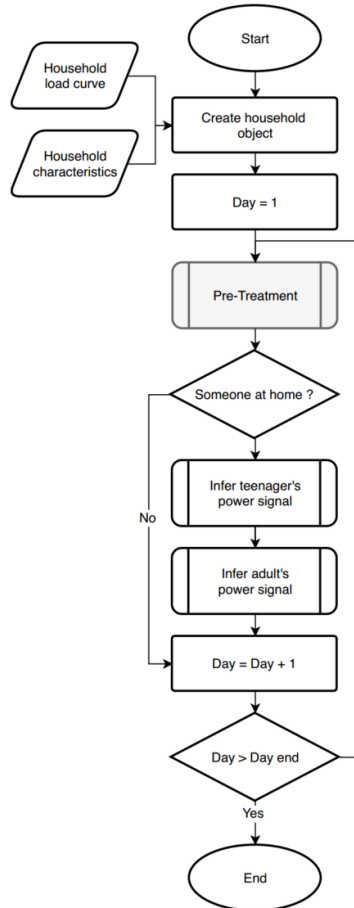 Start
Household
load curve
Create household
object
Household
characteristics
Day = 1
Pre-Treatment
Someone at home ?
Infer teenager's
power signal
No
Infer adult's
power signal
Day = Day + 1
Day > Day end
Yes
End